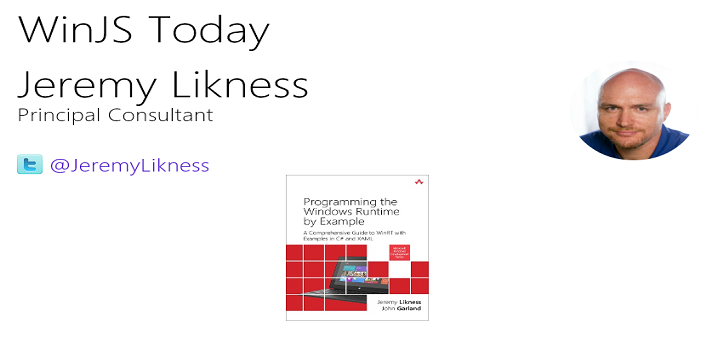 WinJS Today
Jeremy Likness
Principal Consultant
@JeremyLikness
Programming the
Windows Runtime
by Example
A Comprehensive Guide to WinRT with
Examples in C# and XAML
Jeremy Likness
John Garland